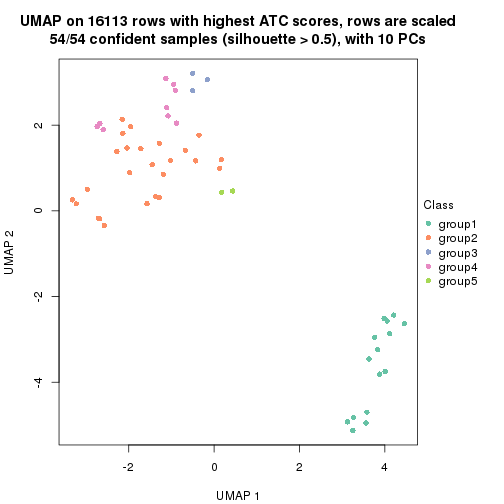 UMAP on 16113 rows with highest ATC scores, rows are scaled
54/54 confident samples (silhouette > 0.5), with 10 PCs
2
0
-2
-4
UMAP 2
-2
0
2
4
UMAP 1
Class
group1
group2
group3
group4
group5